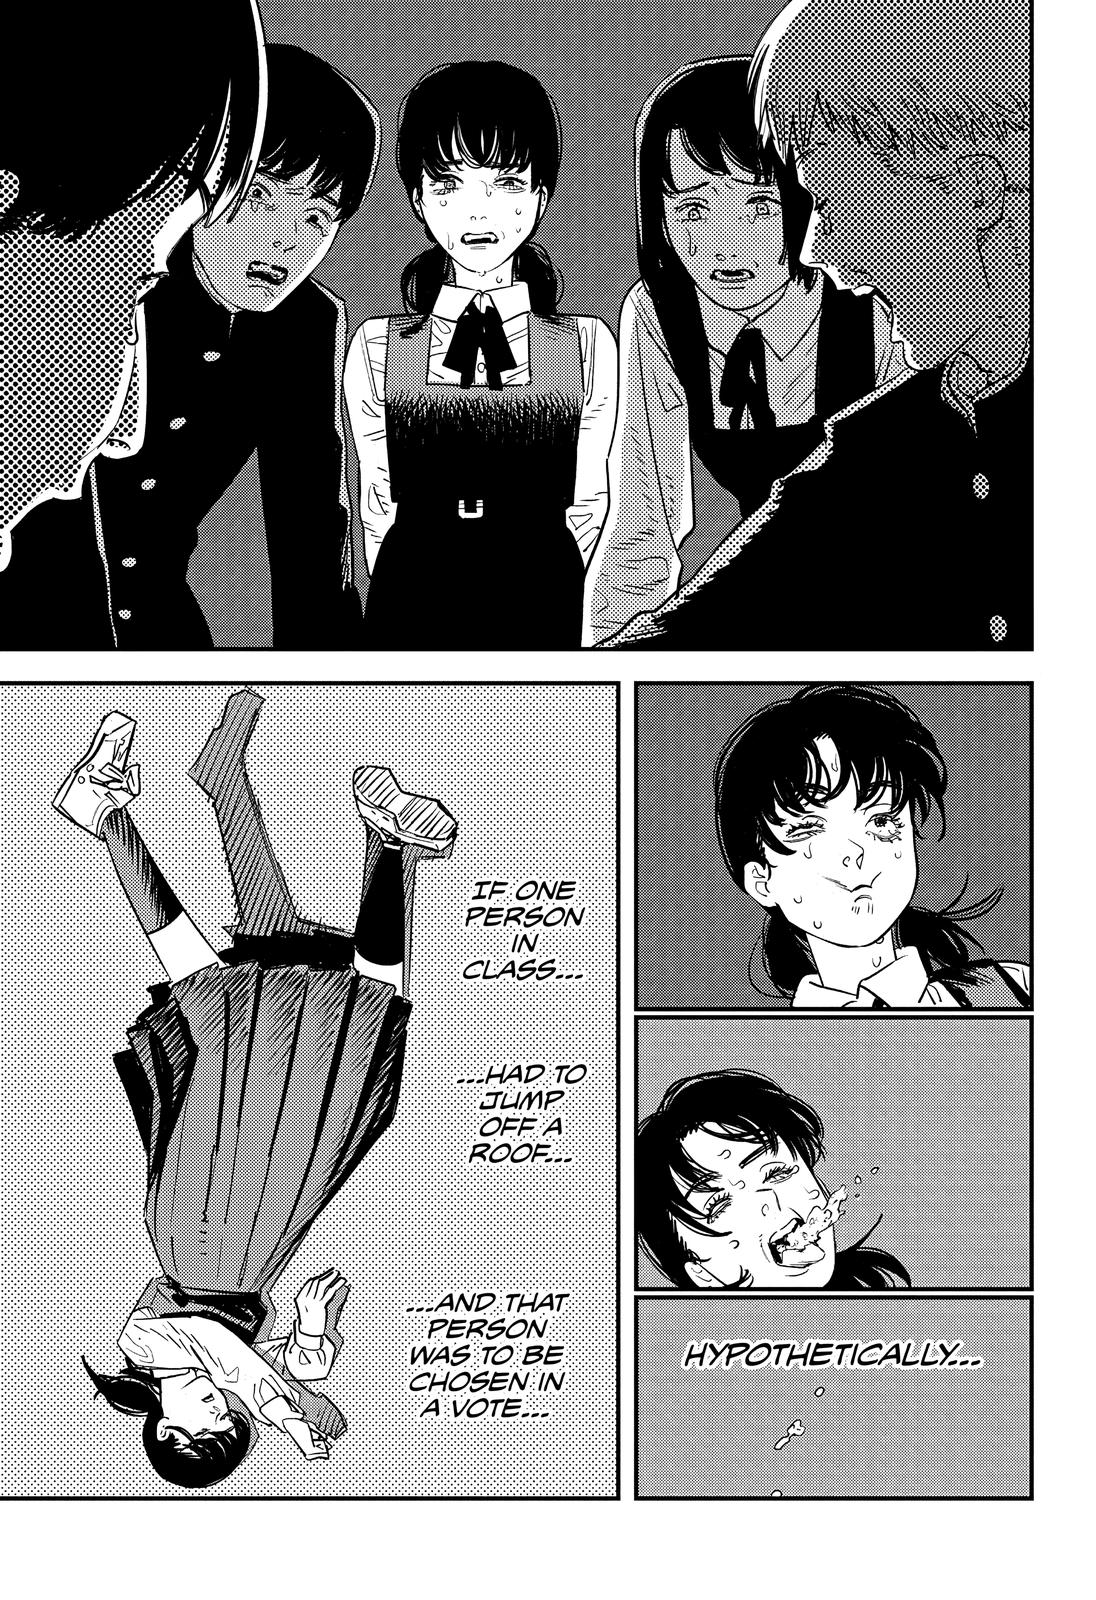 HYPOTHETICALLY...
IF ONE
PERSON
IN
CLASS...
...HAD TO
JUMP
OFF A
ROOF...
...AND THAT
PERSON
WAS TO BE
CHOSEN IN
A VOTE...